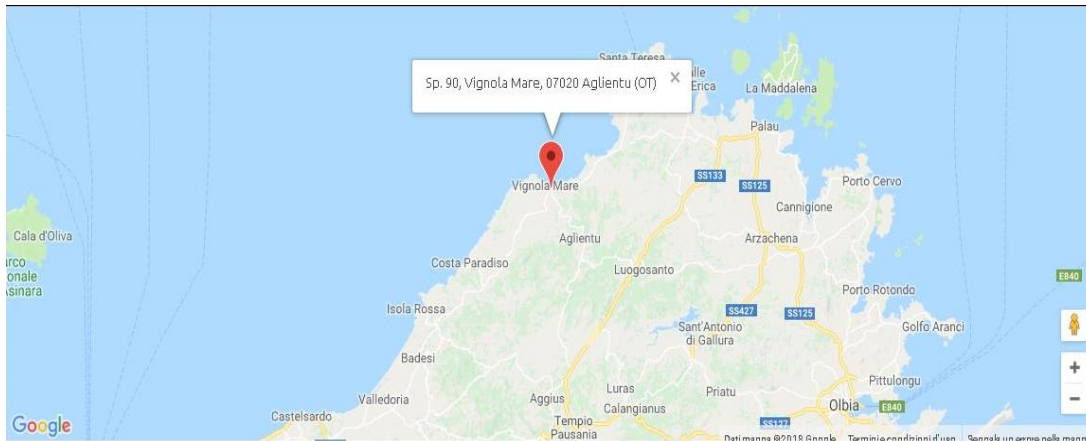 Santa Teresa
Sp. 90, Vignola Mare, 07020 Aglientu (OT)
×
Erica
La Maddalena
Palau
SS133
SS125
Vignola Mare
Porto Cervo
Cannigione
Cala d'Oliva
Aglientu
Arzachena
Costa Paradiso
Luogosanto
E840
Porto Rotondo
Isola Rossa
SS427
SS125
Sant'Antonio
di Gallura
Golfo Aranci
Badesi
+
Pittulongu
Valledoria
Aggius
Luras
Priatu
−
Calangianus
Olbia
E840
Castelsardo
Tempio
Pausania
SS127
Google
Dati mappa ©2018 Google